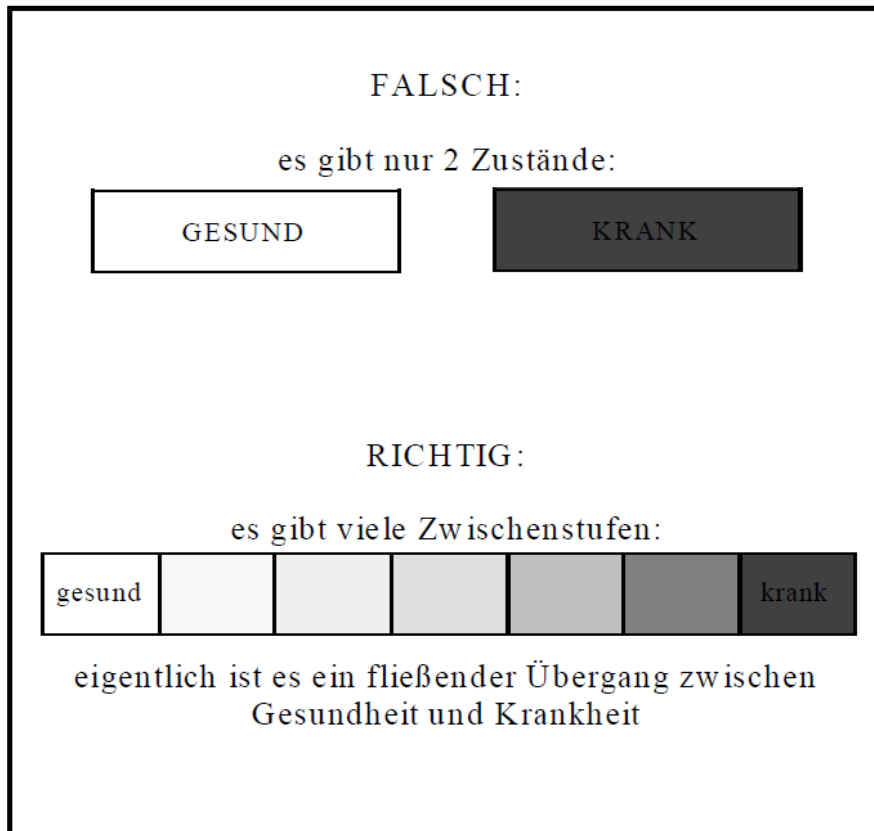 FALSCH:
es gibt nur 2 Zustände:
GESUND KRANK
RICHTIG:
es gibt viele Zwischenstufen:
gesund krank
eigentlich ist es ein fließender Übergang zwischen
Gesundheit und Krankheit